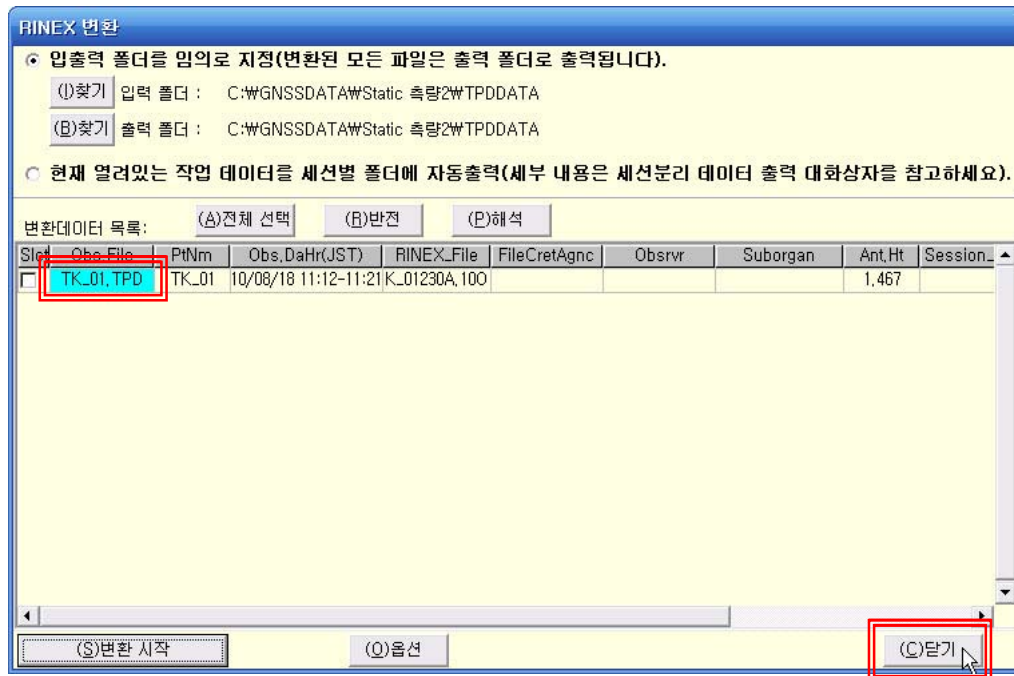 RINEX 변환
입출력 폴더를 임의로 지정(변환된 모든 파일은 출력 폴더로 출력됩니다).
(I)찾기 입력 폴더 : C:₩GNSSDATA₩Static 측량2₩TPDDATA
(B)찾기 출력 폴더 : C:₩GNSSDATA₩Static 측량2₩TPDDATA
현재 열려있는 작업 데이터를 세션별 폴더에 자동출력(세부 내용은 세션분리 데이터 출력 대화상자를 참고하세요).
변환데이터 목록: (A)전체 선택 (R)반전 (P)해석
Slct Obs.File PtNm Obs.DaHr(JST) RINEX_File FileCretAgnc Obsrvr Suborgan Ant.Ht Session_
TK_01.TPD TK_01 10/08/18 11:12-11:21 K_01230A.10O 1.467
(S)변환 시작 (O)옵션 (C)닫기